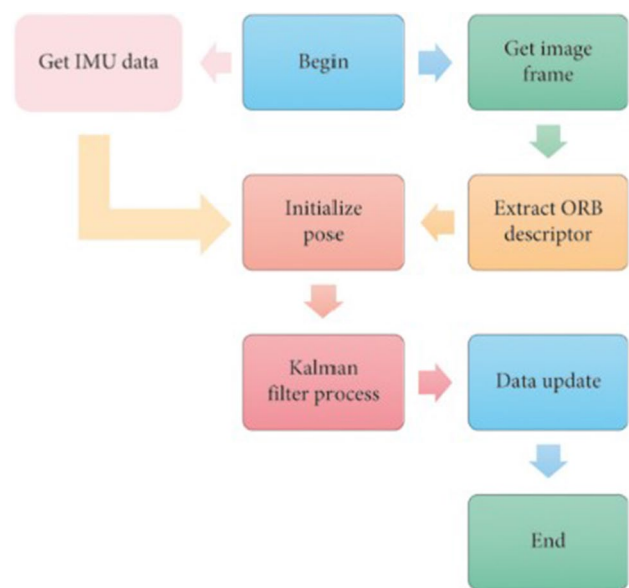 Get IMU data
Begin
Get image
frame
Initialize
pose
Extract ORB
descriptor
Kalman
filter process
Data update
End